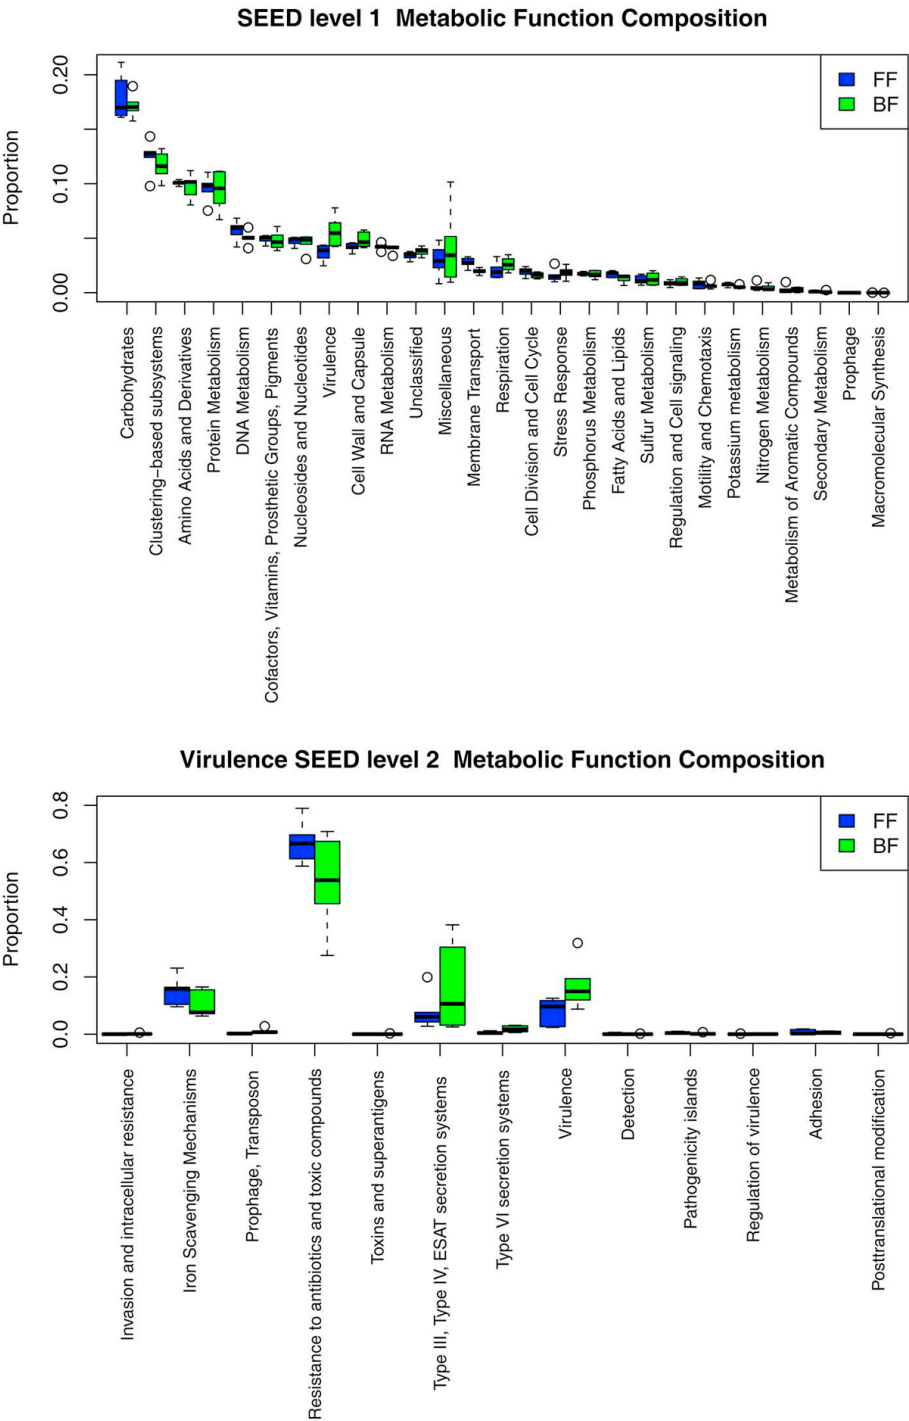 SEED level 1  Metabolic Function Composition
Proportion
0.20
0.10
0.00
FF
BF
Carbohydrates
Clustering−based subsystems
Amino Acids and Derivatives
Protein Metabolism
DNA Metabolism
Cofactors, Vitamins, Prosthetic Groups, Pigments
Nucleosides and Nucleotides
Virulence
Cell Wall and Capsule
RNA Metabolism
Unclassified
Miscellaneous
Membrane Transport
Respiration
Cell Division and Cell Cycle
Stress Response
Phosphorus Metabolism
Fatty Acids and Lipids
Sulfur Metabolism
Regulation and Cell signaling
Motility and Chemotaxis
Potassium metabolism
Nitrogen Metabolism
Metabolism of Aromatic Compounds
Secondary Metabolism
Prophage
Macromolecular Synthesis
Virulence SEED level 2  Metabolic Function Composition
Proportion
0.8
0.6
0.4
0.2
0.0
FF
BF
Invasion and intracellular resistance
Iron Scavenging Mechanisms
Prophage, Transposon
Resistance to antibiotics and toxic compounds
Toxins and superantigens
Type III, Type IV, ESAT secretion systems
Type VI secretion systems
Virulence
Detection
Pathogenicity islands
Regulation of virulence
Adhesion
Posttranslational modification